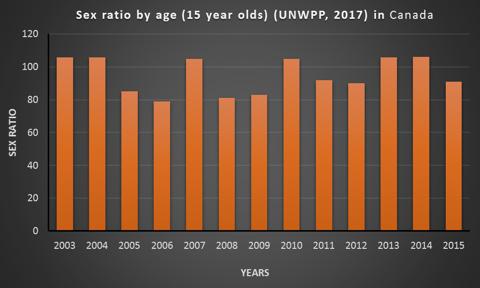 Sex ratio by age (15 year olds) (UNWPP, 2017) in Canada
120
100
80
60
40
20
0
SEX RATIO
2003 2004 2005 2006 2007 2008 2009 2010 2011 2012 2013 2014 2015
YEARS